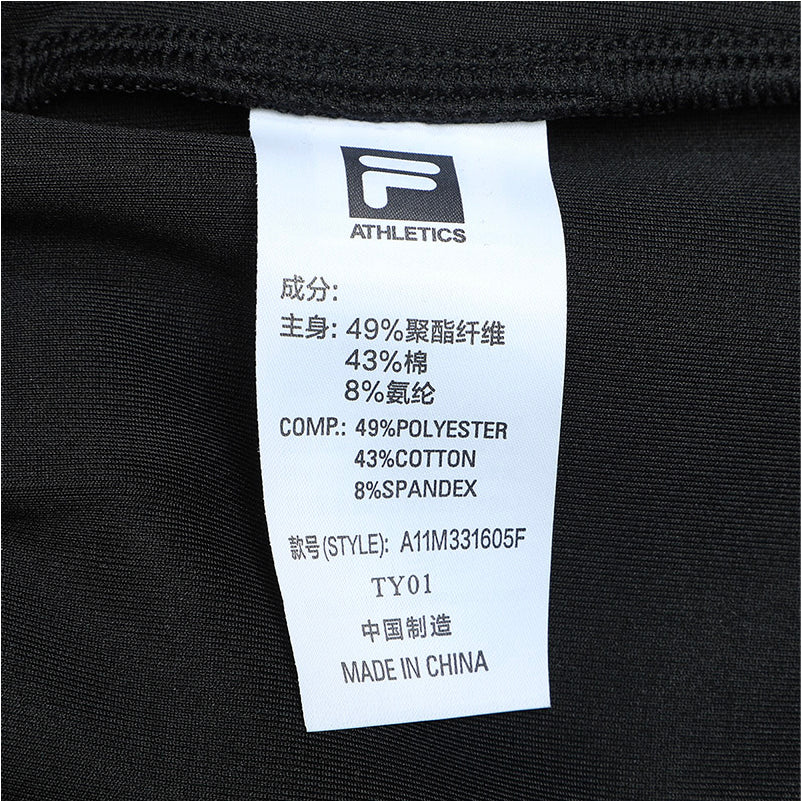 F
ATHLETICS
成分:
主身: 49%聚酯纤维
43%棉
8%氨纶
COMP.: 49%POLYESTER
43%COTTON
8%SPANDEX
款号(STYLE): A11M331605F
TY01
中国制造
MADE IN CHINA